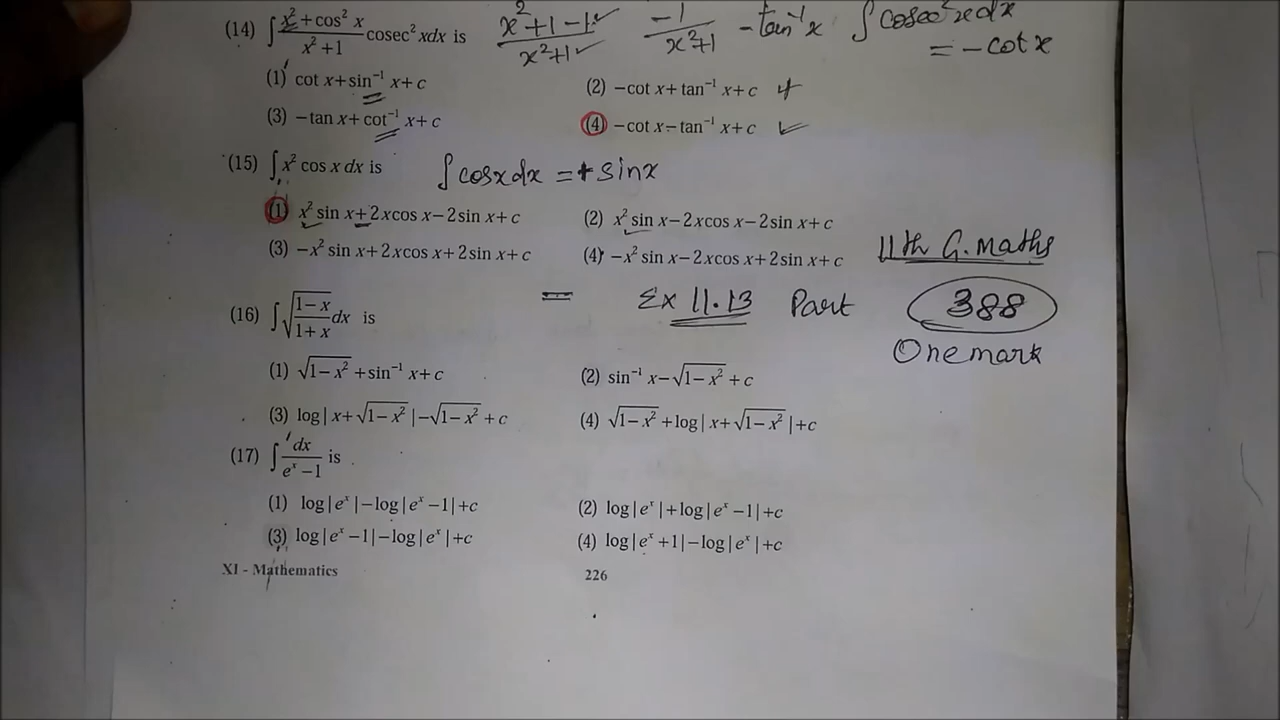 (14) ∫ (x² + cos² x)/(x² + 1) cosec² xdx is   x² + 1 − 1 / x² + 1   −1 / x² + 1   − tan⁻¹ x   ∫ cosec² x dx
= − cot x
(1) cot x + sin⁻¹ x + c   (2) −cot x + tan⁻¹ x + c
(3) −tan x + cot⁻¹ x + c   (4) −cot x − tan⁻¹ x + c
(15) ∫ x² cos x dx is   ∫ cosx dx = + sinx
(1) x² sin x + 2x cos x − 2 sin x + c   (2) x² sin x − 2x cos x − 2 sin x + c
(3) −x² sin x + 2x cos x + 2 sin x + c   (4) −x² sin x − 2x cos x + 2 sin x + c
11th G. Maths
= Ex 11.13 Part 388
One mark
(16) ∫ √((1 − x)/(1 + x)) dx is
(1) √(1 − x²) + sin⁻¹ x + c   (2) sin⁻¹ x − √(1 − x²) + c
(3) log | x + √(1 − x²) | − √(1 − x²) + c   (4) √(1 − x²) + log | x + √(1 − x²) | + c
(17) ∫ dx/(eˣ − 1) is
(1) log | eˣ | − log | eˣ − 1 | + c   (2) log | eˣ | + log | eˣ − 1 | + c
(3) log | eˣ − 1 | − log | eˣ | + c   (4) log | eˣ + 1 | − log | eˣ | + c
XI - Mathematics   226